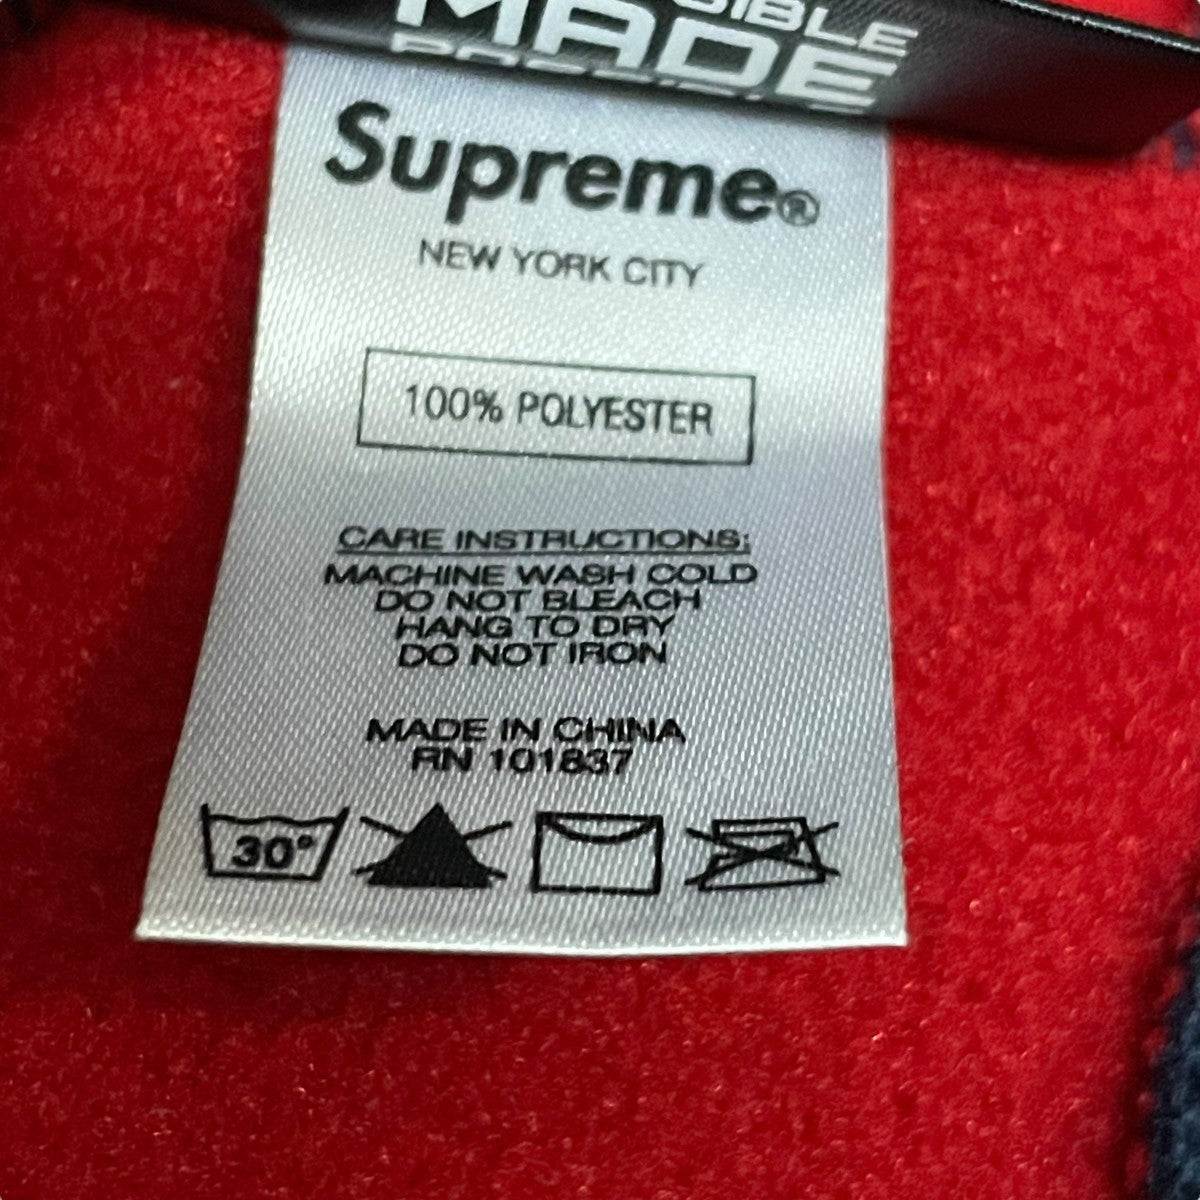 MADE
Supreme®
NEW YORK CITY
100% POLYESTER
CARE INSTRUCTIONS:
MACHINE WASH COLD
DO NOT BLEACH
HANG TO DRY
DO NOT IRON
MADE IN CHINA
RN 101837
30°